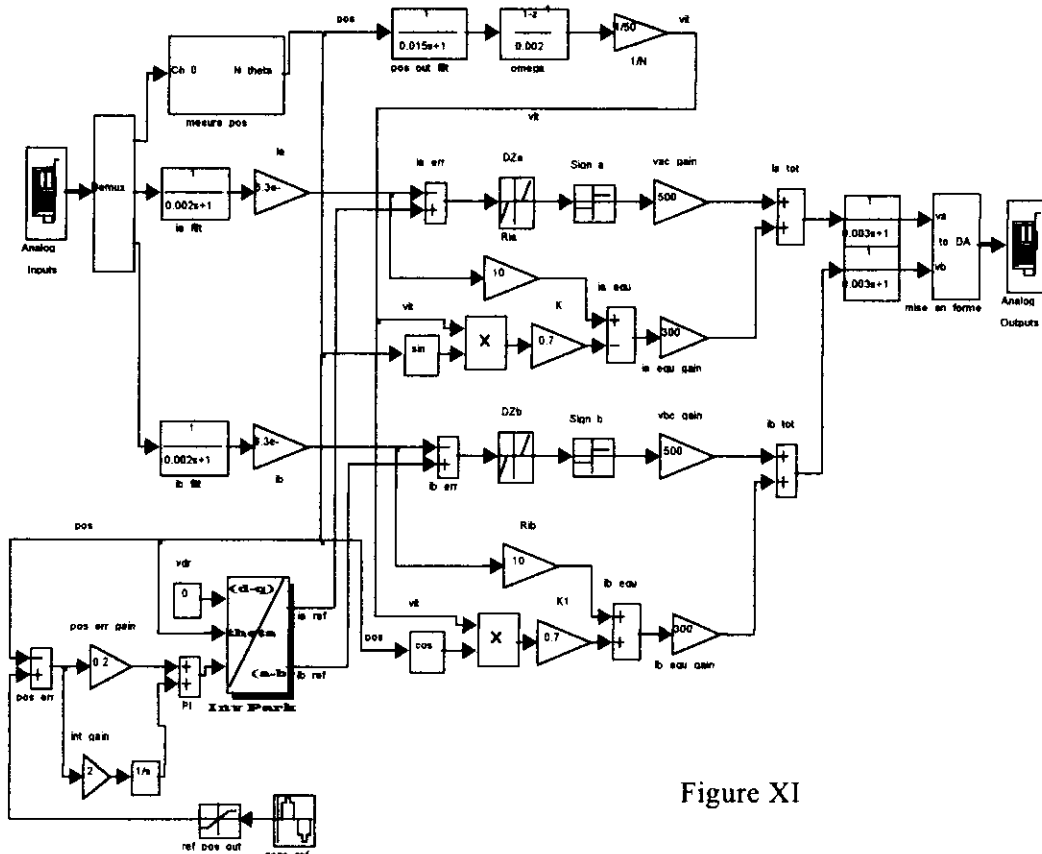 pos
1
0.015s+1
pos out filt
1-z
0.002
omega
1/50
1/N
vit
vit
Ch 0
N theta
mesure pos
Analog
Inputs
Demux
1
0.002s+1
ia filt
Ia
ia err
DZa
Ria
Sign a
vac gain
500
Ia tot
1
0.003s+1
1
0.003s+1
va
to DA
vb
mise en forme
Analog
Outputs
10
ia equ
vit
K
sin
X
0.7
300
ia equ gain
1
0.002s+1
ib filt
ib
ib err
DZb
Sign b
vbc gain
500
ib tot
pos
vdr
0
(d-q)
theta
(a-b
Inv Park
ia ref
ib ref
Rib
10
ib equ
vit
K1
pos
cos
X
0.7
300
ib equ gain
pos err gain
0.2
pos err
PI
int gain
2
1/s
ref pos out
Figure XI